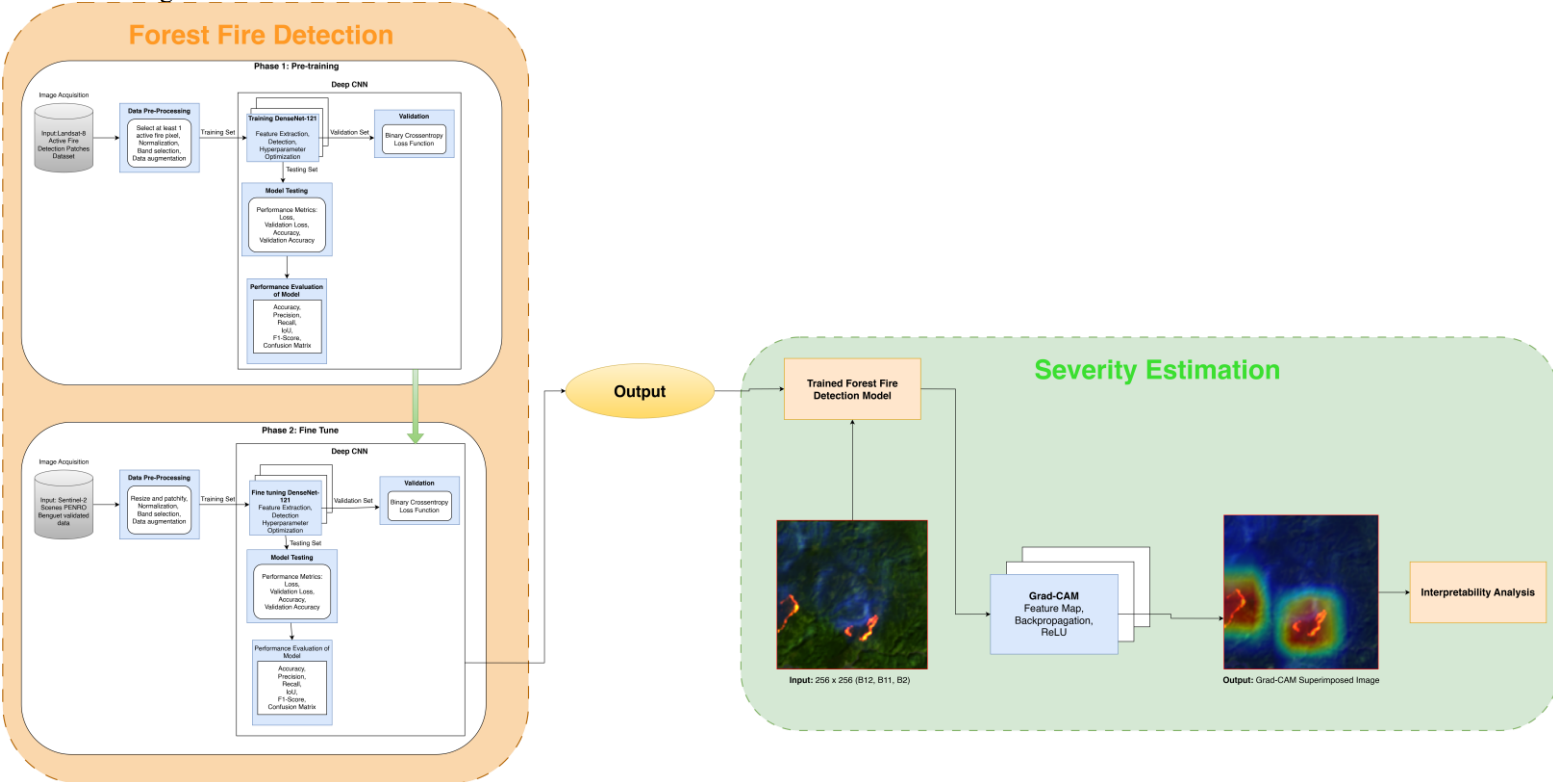 Forest Fire Detection
Phase 1: Pre-training
Deep CNN
Image Acquisition
Input:Landsat-8
Active Fire
Detection Patches
Dataset
Data Pre-Processing
Select at least 1
active fire pixel,
Normalization,
Band selection,
Data augmentation
Training Set
Training DenseNet-121
Feature Extraction,
Detection,
Hyperparameter
Optimization
Validation Set
Validation
Binary Crossentropy
Loss Function
Testing Set
Model Testing
Performance Metrics:
Loss,
Validation Loss,
Accuracy,
Validation Accuracy
Performance Evaluation
of Model
Accuracy,
Precision,
Recall,
IoU,
F1-Score,
Confusion Matrix
Phase 2: Fine Tune
Deep CNN
Image Acquisition
Input: Sentinel-2
Scenes PENRO
Benguet validated
data
Data Pre-Processing
Resize and patchify,
Normalization,
Band selection,
Data augmentation
Training Set
Fine tuning DenseNet-
121
Feature Extraction,
Detection
Hyperparameter
Optimization
Validation Set
Validation
Binary Crossentropy
Loss Function
Testing Set
Model Testing
Performance Metrics:
Loss,
Validation Loss,
Accuracy,
Validation Accuracy
Performance Evaluation of
Model
Accuracy,
Precision,
Recall,
IoU,
F1-Score,
Confusion Matrix
Output
Severity Estimation
Trained Forest Fire
Detection Model
Input: 256 x 256 (B12, B11, B2)
Grad-CAM
Feature Map,
Backpropagation,
ReLU
Output: Grad-CAM Superimposed Image
Interpretability Analysis